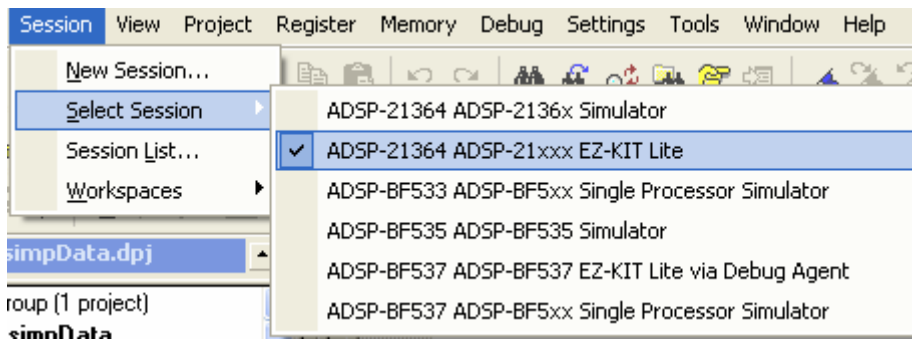 Session View Project Register Memory Debug Settings Tools Window Help
New Session...
Select Session
Session List...
Workspaces
ADSP-21364 ADSP-2136x Simulator
ADSP-21364 ADSP-21xxx EZ-KIT Lite
ADSP-BF533 ADSP-BF5xx Single Processor Simulator
ADSP-BF535 ADSP-BF535 Simulator
ADSP-BF537 ADSP-BF537 EZ-KIT Lite via Debug Agent
ADSP-BF537 ADSP-BF5xx Single Processor Simulator
simpData.dpj
roup (1 project)
simpData